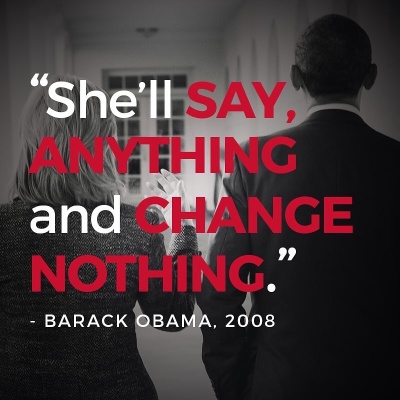 “She’ll SAY,
ANYTHING
and CHANGE
NOTHING.”
- BARACK OBAMA, 2008